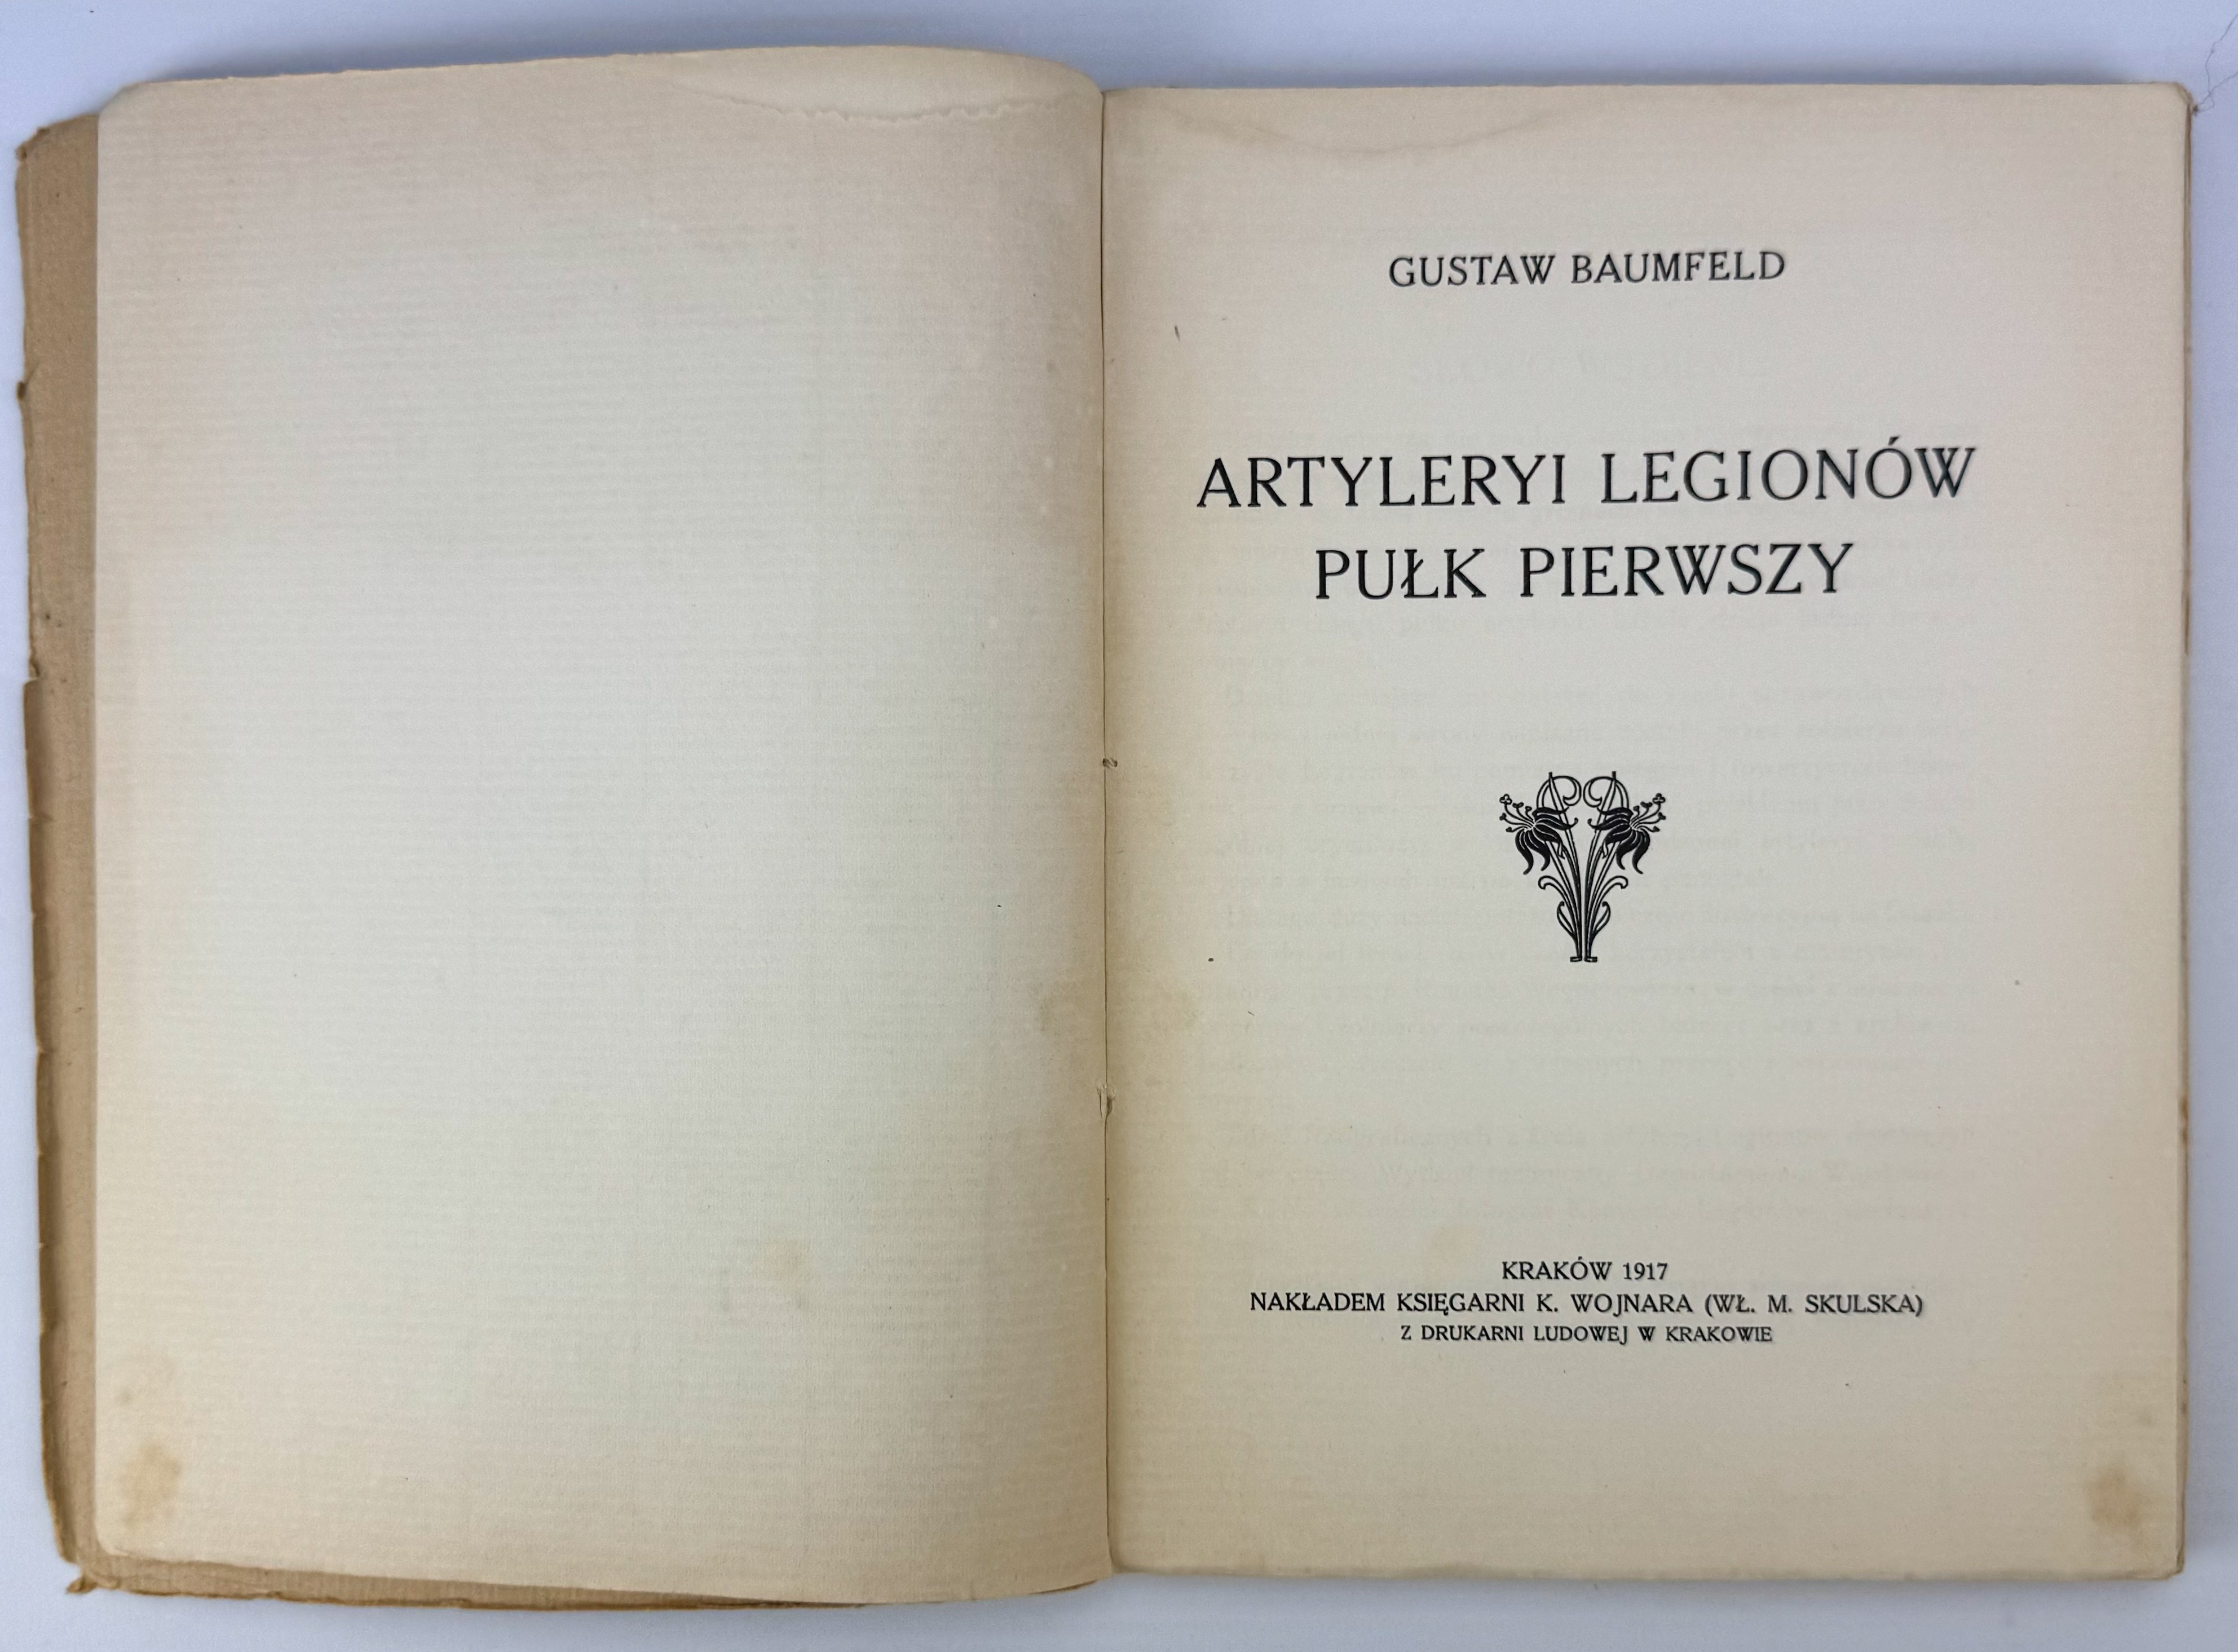 GUSTAW BAUMFELD
ARTYLERYI LEGIONÓW
PUŁK PIERWSZY
KRAKÓW 1917
NAKŁADEM KSIĘGARNI K. WOJNARA (WŁ. M. SKULSKA)
Z DRUKARNI LUDOWEJ W KRAKOWIE